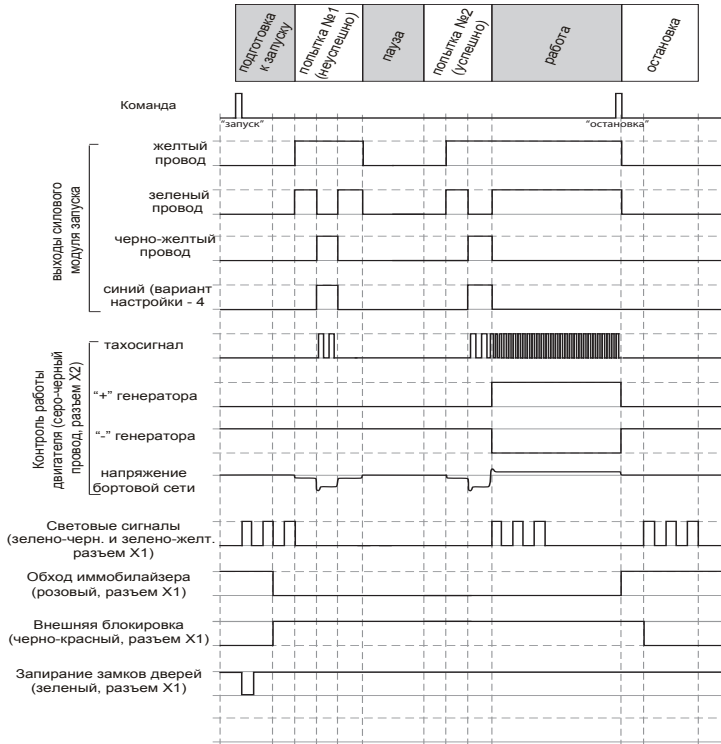 подготовка
к запуску
попытка №1
(неуспешно)
пауза
попытка №2
(успешно)
работа
остановка
Команда
"запуск"
"остановка"
выходы силового
модуля запуска
желтый
провод
зеленый
провод
черно-желтый
провод
синий (вариант
настройки - 4
Контроль работы
двигателя (серо-черный
провод, разъем X2)
тахосигнал
"+" генератора
"-" генератора
напряжение
бортовой сети
Световые сигналы
(зелено-черн. и зелено-желт.
разъем X1)
Обход иммобилайзера
(розовый, разъем X1)
Внешняя блокировка
(черно-красный, разъем X1)
Запирание замков дверей
(зеленый, разъем X1)